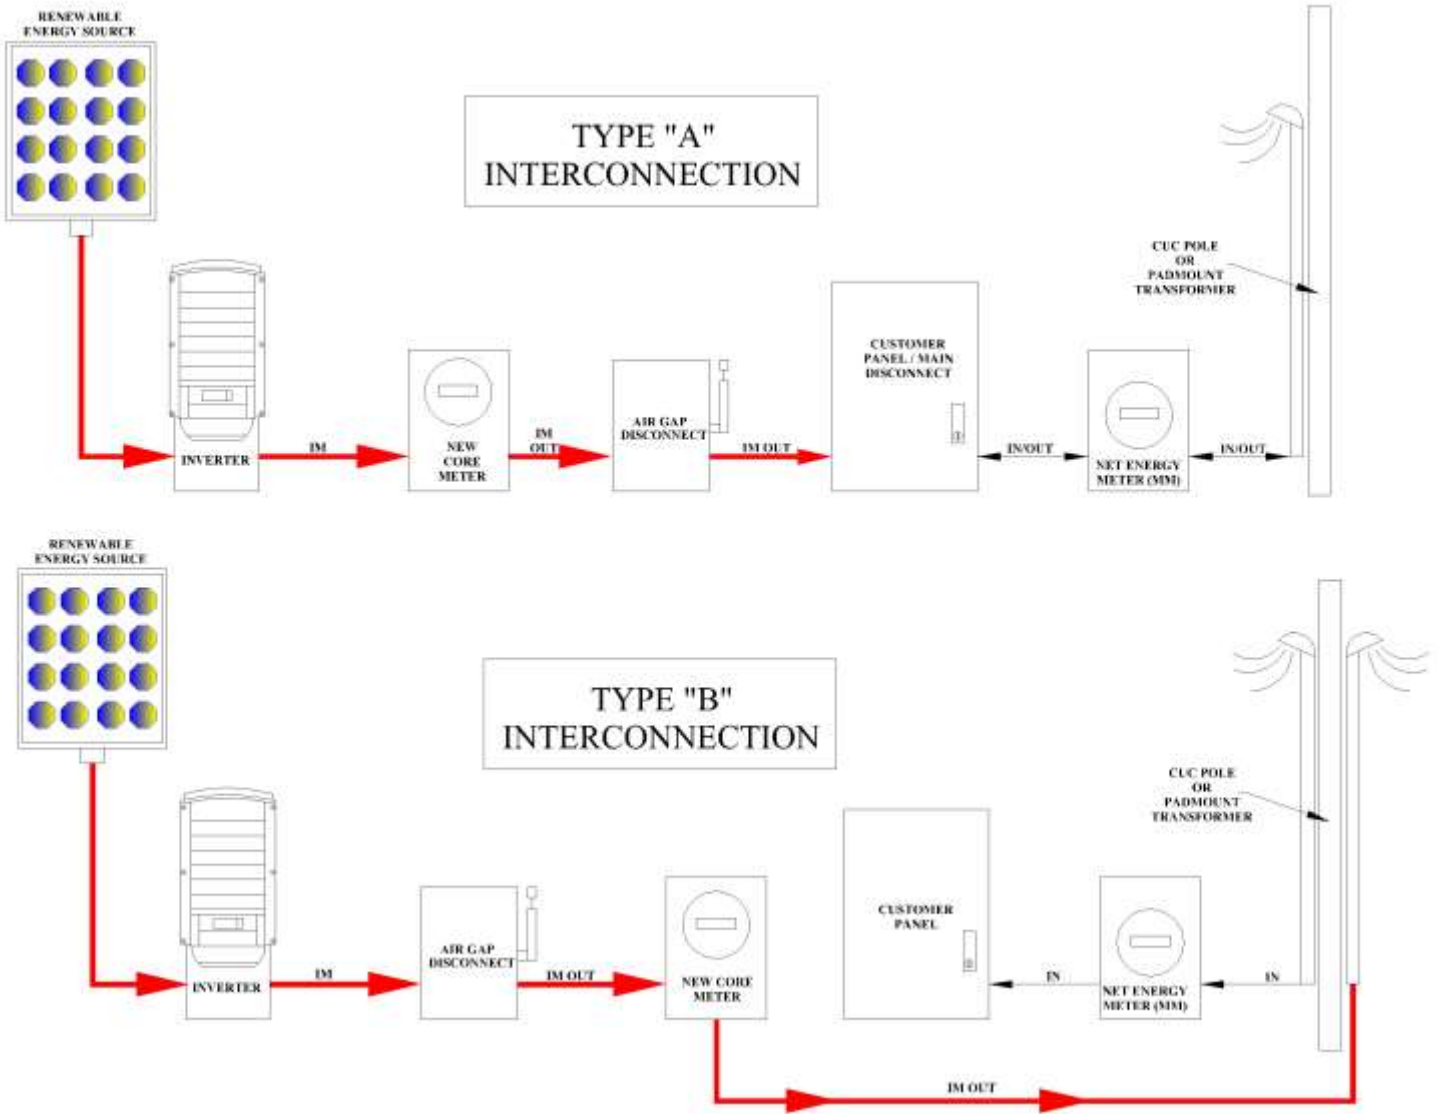 RENEWABLE
ENERGY SOURCE
TYPE "A"
INTERCONNECTION
CUC POLE
OR
PADMOUNT
TRANSFORMER
INVERTER
IM
NEW
CORE
METER
IM
OUT
AIR GAP
DISCONNECT
IM OUT
CUSTOMER
PANEL / MAIN
DISCONNECT
IN/OUT
NET ENERGY
METER (MM)
IN/OUT
RENEWABLE
ENERGY SOURCE
TYPE "B"
INTERCONNECTION
CUC POLE
OR
PADMOUNT
TRANSFORMER
INVERTER
IM
AIR GAP
DISCONNECT
IM OUT
NEW CORE
METER
CUSTOMER
PANEL
IN
NET ENERGY
METER (MM)
IN
IM OUT